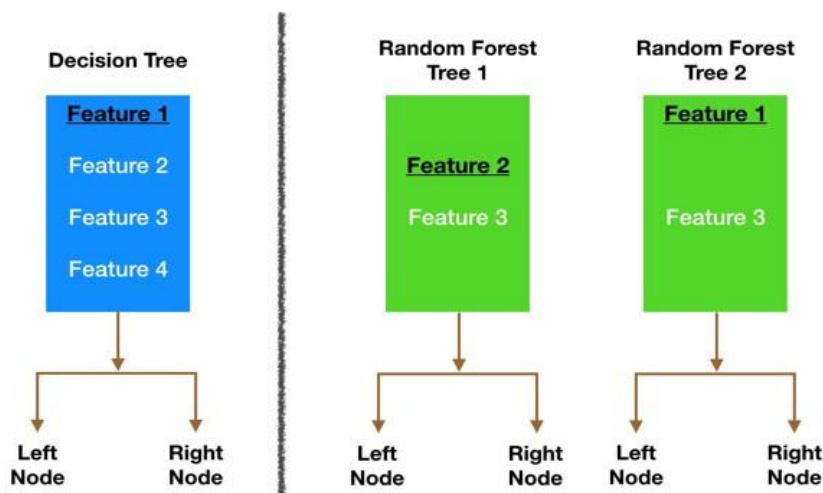 Decision Tree
Feature 1
Feature 2
Feature 3
Feature 4
Left
Node
Right
Node
Random Forest
Tree 1
Feature 2
Feature 3
Left
Node
Right
Node
Random Forest
Tree 2
Feature 1
Feature 3
Left
Node
Right
Node